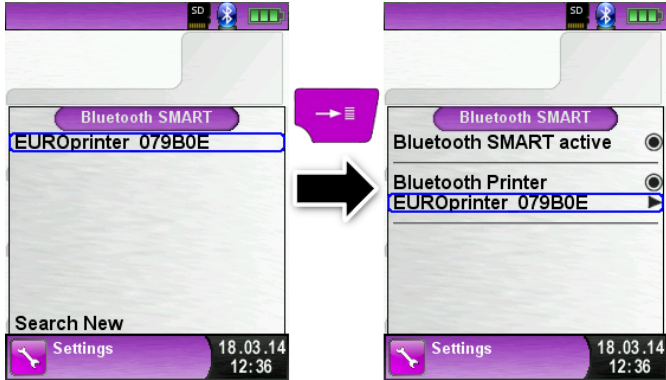 SD
Bluetooth SMART
EUROprinter_079B0E
Search New
Settings
18.03.14
12:36
SD
Bluetooth SMART
Bluetooth SMART active
Bluetooth Printer
EUROprinter_079B0E
Settings
18.03.14
12:36